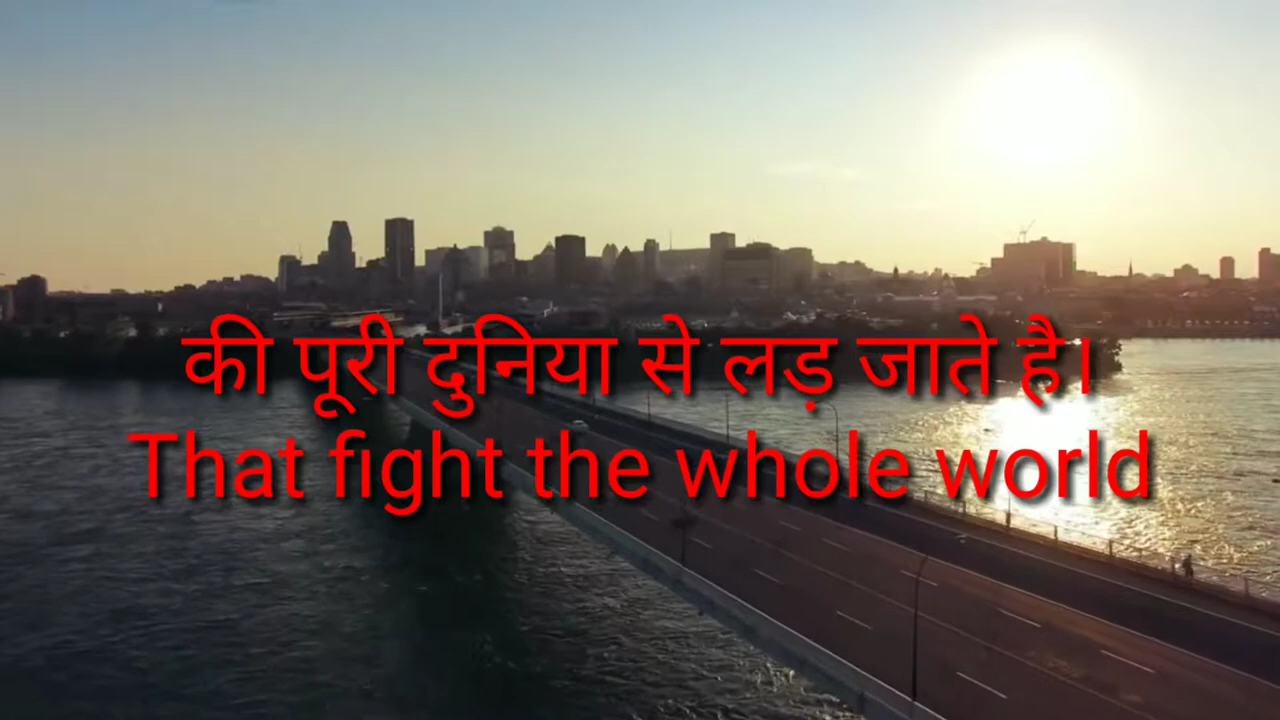 की पूरी दुनिया से लड़ जाते है।
That fight the whole world